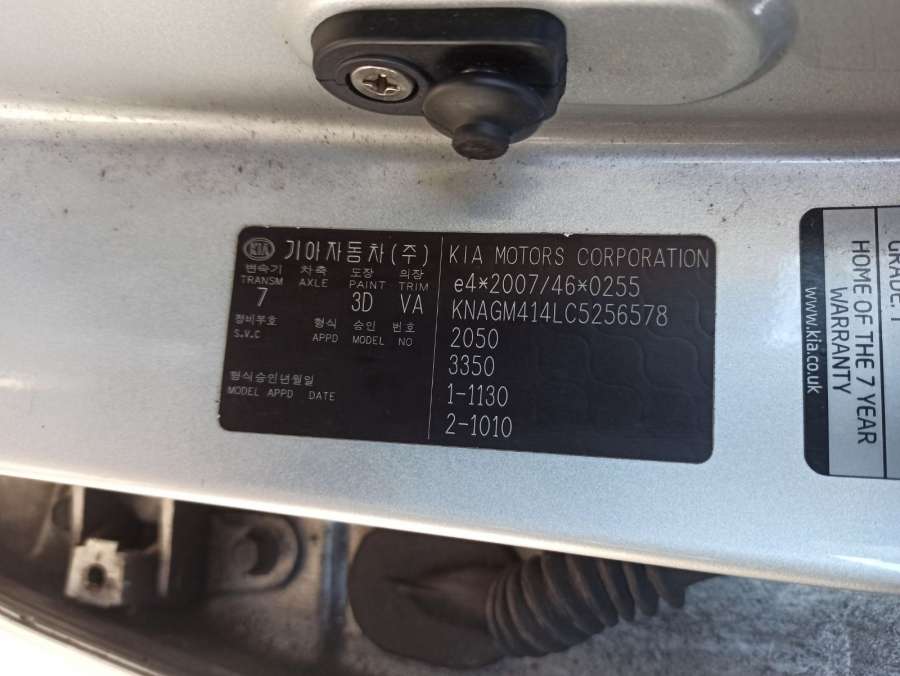 KIA 기아자동차(주)
변속기 차축 도장 의장
TRANSM AXLE PAINT TRIM
7 3D VA
정비부호 형식 승인 번호
S.V.C APPD MODEL NO
형식승인년월일
MODEL APPD DATE
KIA MOTORS CORPORATION
e4*2007/46*0255
KNAGM414LC5256578
2050
3350
1-1130
2-1010
HOME OF THE 7 YEAR
WARRANTY
www.kia.co.uk